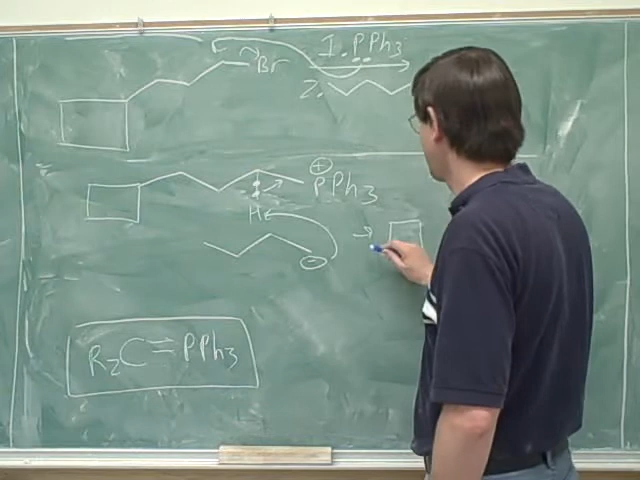 Br 1. :PPh3
2.
⊕
PPh3
H
⊖
R2C=PPh3